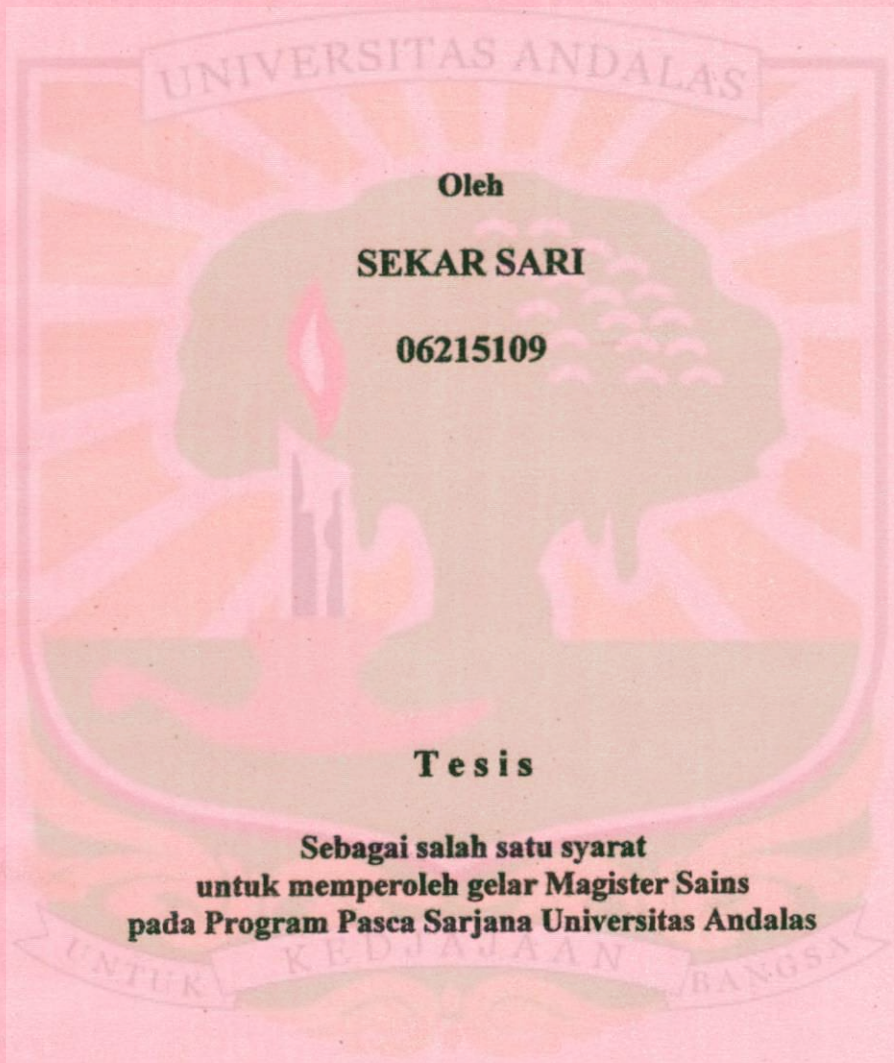 UNIVERSITAS ANDALAS
Oleh
SEKAR SARI
06215109
Tesis
Sebagai salah satu syarat
untuk memperoleh gelar Magister Sains
pada Program Pasca Sarjana Universitas Andalas
UNTUK KEDJAJAAN BANGSA